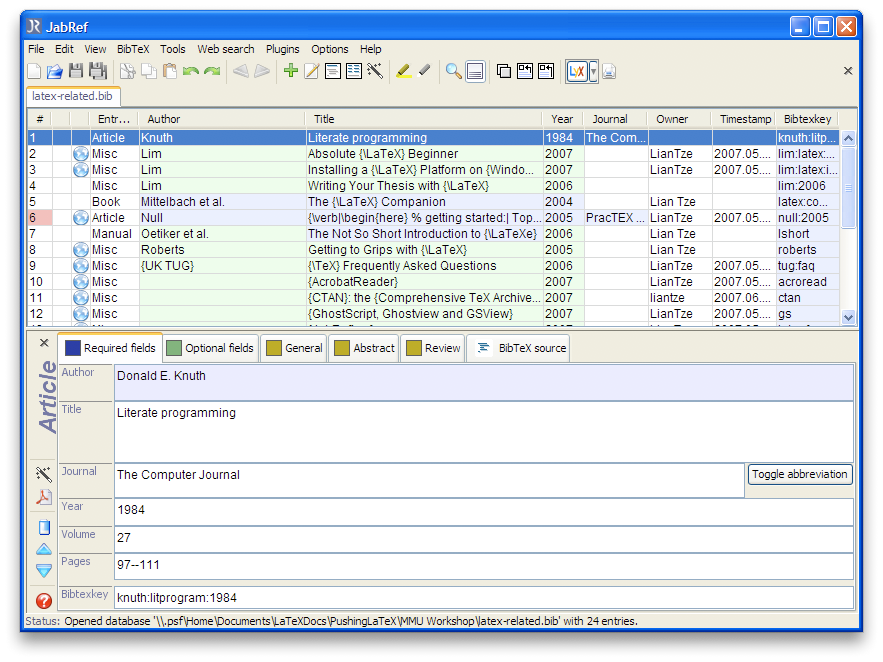 JabRef
File Edit View BibTeX Tools Web search Plugins Options Help
latex-related.bib
# Entr... Author Title Year Journal Owner Timestamp Bibtexkey
1 Article Knuth Literate programming 1984 The Com... knuth:litp...
2 Misc Lim Absolute {\LaTeX} Beginner 2007 LianTze 2007.05.... lim:latex:...
3 Misc Lim Installing a {\LaTeX} Platform on {Windo... 2007 LianTze 2007.05.... lim:latex:i...
4 Misc Lim Writing Your Thesis with {\LaTeX} 2006 lim:2006
5 Book Mittelbach et al. The {\LaTeX} Companion 2004 Lian Tze latex:co...
6 Article Null {\verb|\begin{here} % getting started:| Top... 2005 PracTEX ... LianTze 2007.05.... null:2005
7 Manual Oetiker et al. The Not So Short Introduction to {\LaTeXe} 2006 Lian Tze lshort
8 Misc Roberts Getting to Grips with {\LaTeX} 2005 Lian Tze roberts
9 Misc {UK TUG} {\TeX} Frequently Asked Questions 2006 LianTze 2007.05.... tug:faq
10 Misc {AcrobatReader} 2007 LianTze 2007.05.... acroread
11 Misc {CTAN}: the {Comprehensive TeX Archive... 2007 liantze 2007.06.... ctan
12 Misc {GhostScript, Ghostview and GSView} 2007 LianTze 2007.05.... gs
Required fields Optional fields General Abstract Review BibTeX source
Article
Author Donald E. Knuth
Title Literate programming
Journal The Computer Journal Toggle abbreviation
Year 1984
Volume 27
Pages 97--111
Bibtexkey knuth:litprogram:1984
Status: Opened database '\\.psf\Home\Documents\LaTeXDocs\PushingLaTeX\MMU Workshop\latex-related.bib' with 24 entries.